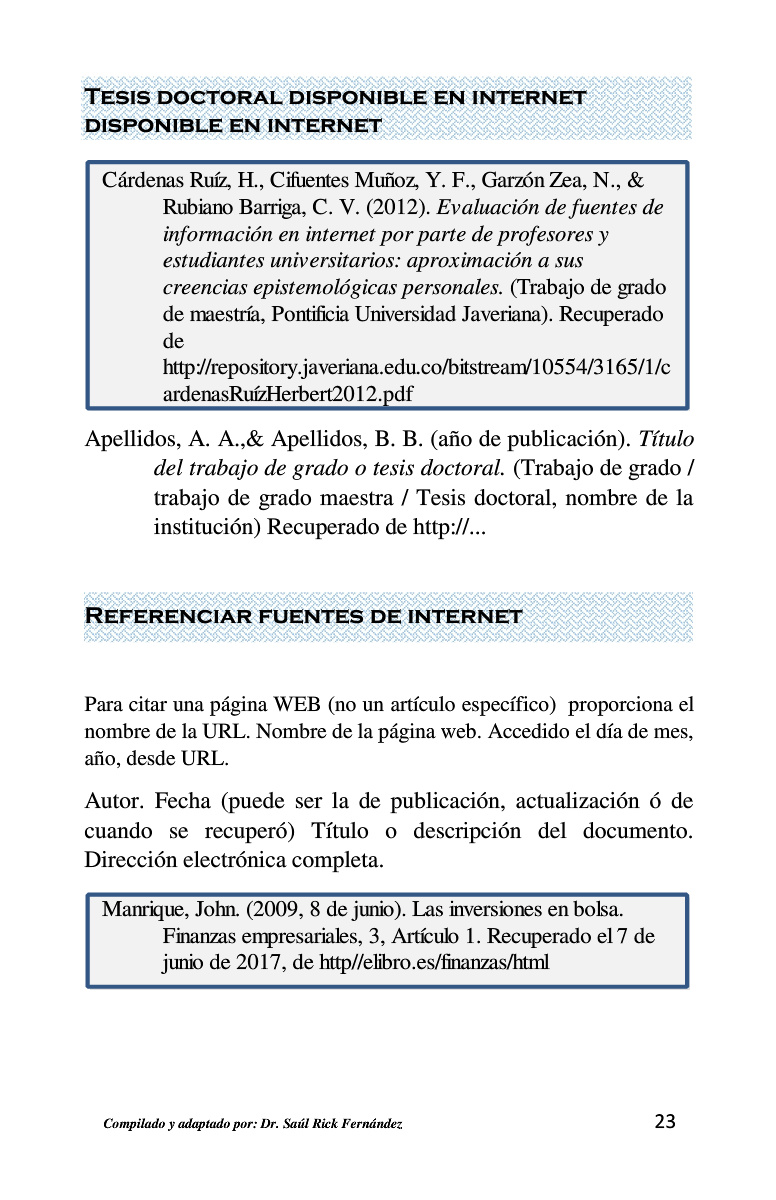 TESIS DOCTORAL DISPONIBLE EN INTERNET
DISPONIBLE EN INTERNET
Cárdenas Ruíz, H., Cifuentes Muñoz, Y. F., Garzón Zea, N., &
Rubiano Barriga, C. V. (2012). Evaluación de fuentes de
información en internet por parte de profesores y
estudiantes universitarios: aproximación a sus
creencias epistemológicas personales. (Trabajo de grado
de maestría, Pontificia Universidad Javeriana). Recuperado
de
http://repository.javeriana.edu.co/bitstream/10554/3165/1/c
ardenasRuízHerbert2012.pdf
Apellidos, A. A.,& Apellidos, B. B. (año de publicación). Título
del trabajo de grado o tesis doctoral. (Trabajo de grado /
trabajo de grado maestra / Tesis doctoral, nombre de la
institución) Recuperado de http://...
REFERENCIAR FUENTES DE INTERNET
Para citar una página WEB (no un artículo específico) proporciona el
nombre de la URL. Nombre de la página web. Accedido el día de mes,
año, desde URL.
Autor. Fecha (puede ser la de publicación, actualización ó de
cuando se recuperó) Título o descripción del documento.
Dirección electrónica completa.
Manrique, John. (2009, 8 de junio). Las inversiones en bolsa.
Finanzas empresariales, 3, Artículo 1. Recuperado el 7 de
junio de 2017, de http//elibro.es/finanzas/html
Compilado y adaptado por: Dr. Saúl Rick Fernández 23